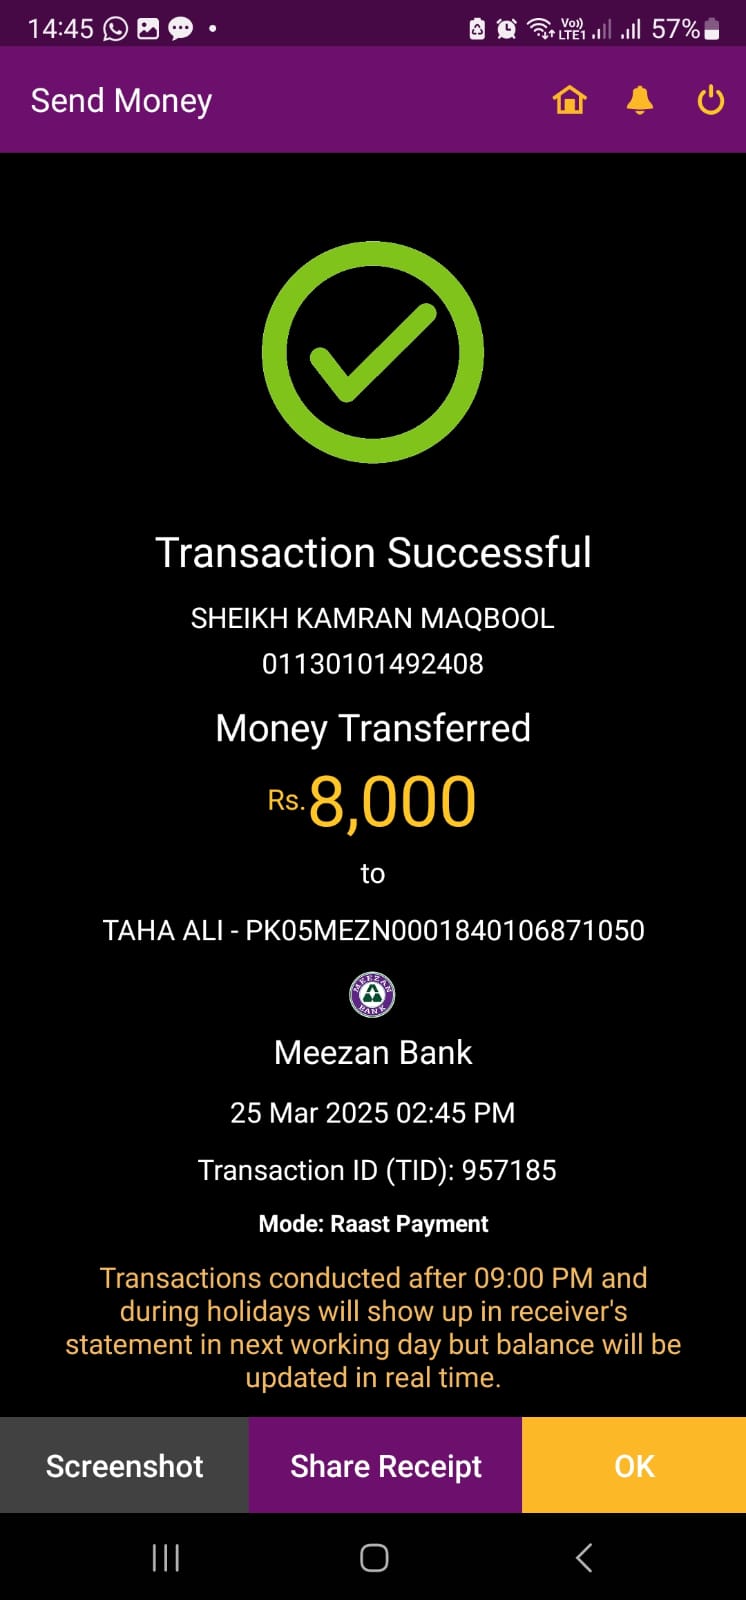 14:45 Vo)) LTE1 57%
Send Money
Transaction Successful
SHEIKH KAMRAN MAQBOOL
01130101492408
Money Transferred
Rs.8,000
to
TAHA ALI - PK05MEZN0001840106871050
MEEZAN BANK
Meezan Bank
25 Mar 2025 02:45 PM
Transaction ID (TID): 957185
Mode: Raast Payment
Transactions conducted after 09:00 PM and
during holidays will show up in receiver's
statement in next working day but balance will be
updated in real time.
Screenshot Share Receipt OK